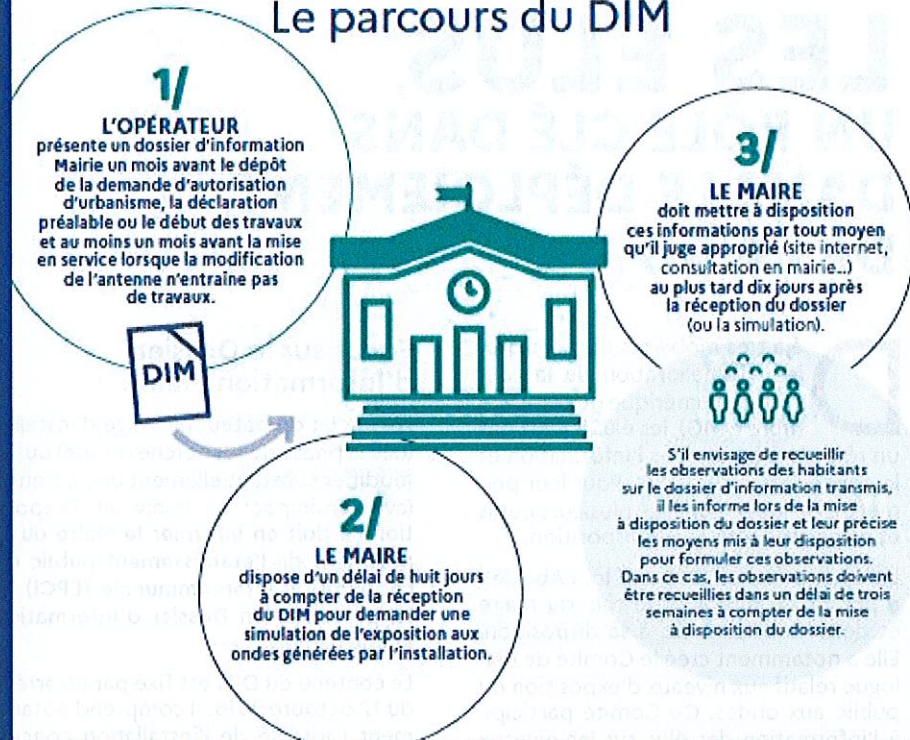 Le parcours du DIM
1/
L'OPÉRATEUR
présente un dossier d'information
Mairie un mois avant le dépôt
de la demande d'autorisation
d'urbanisme, la déclaration
préalable ou le début des travaux
et au moins un mois avant la mise
en service lorsque la modification
de l'antenne n'entraîne pas
de travaux.
DIM
2/
LE MAIRE
dispose d'un délai de huit jours
à compter de la réception
du DIM pour demander une
simulation de l'exposition aux
ondes générées par l'installation.
3/
LE MAIRE
doit mettre à disposition
ces informations par tout moyen
qu'il juge approprié (site internet,
consultation en mairie...)
au plus tard dix jours après
la réception du dossier
(ou la simulation).
S'il envisage de recueillir
les observations des habitants
sur le dossier d'information transmis,
il les informe lors de la mise
à disposition du dossier et leur précise
les moyens mis à leur disposition
pour formuler ces observations.
Dans ce cas, les observations doivent
être recueillies dans un délai de trois
semaines à compter de la mise
à disposition du dossier.